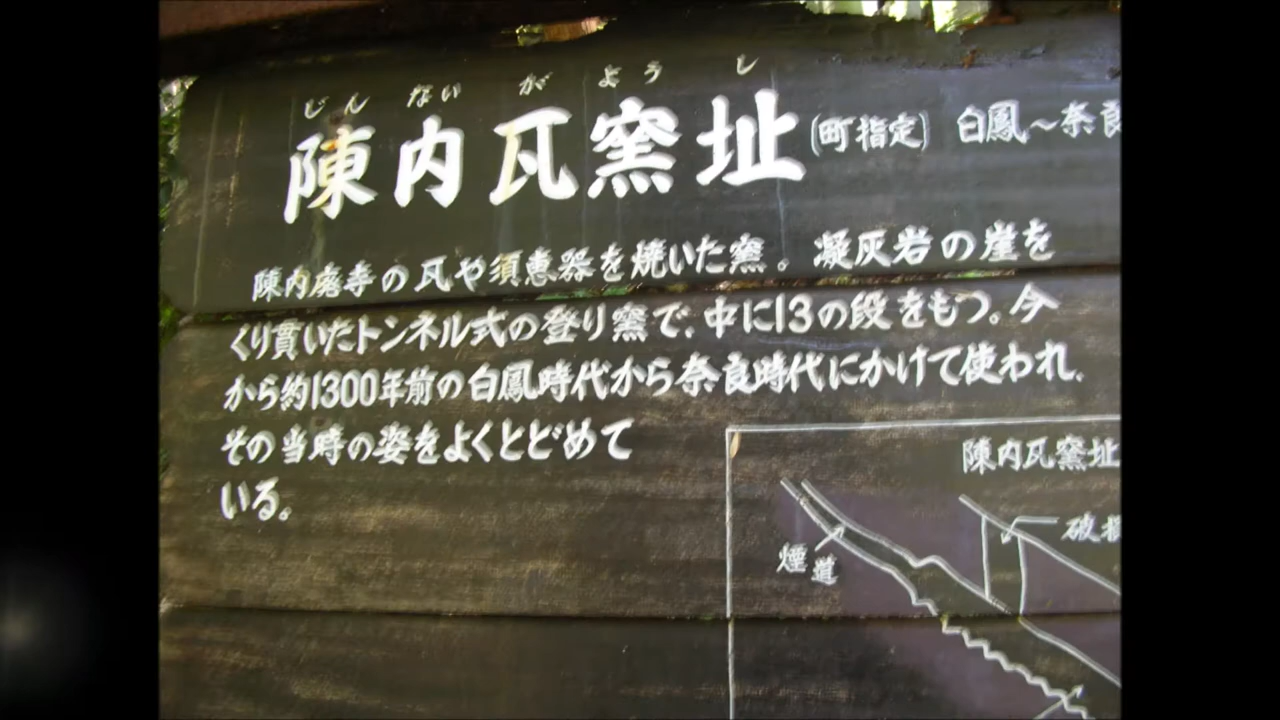 じんないがようし
陳内瓦窯址(町指定) 白鳳～奈良
陳内廃寺の瓦や須恵器を焼いた窯。凝灰岩の崖を
くり貫いたトンネル式の登り窯で、中に13の段をもつ。今
から約1300年前の白鳳時代から奈良時代にかけて使われ、
その当時の姿をよくとどめて
いる。
陳内瓦窯址
煙道
破損